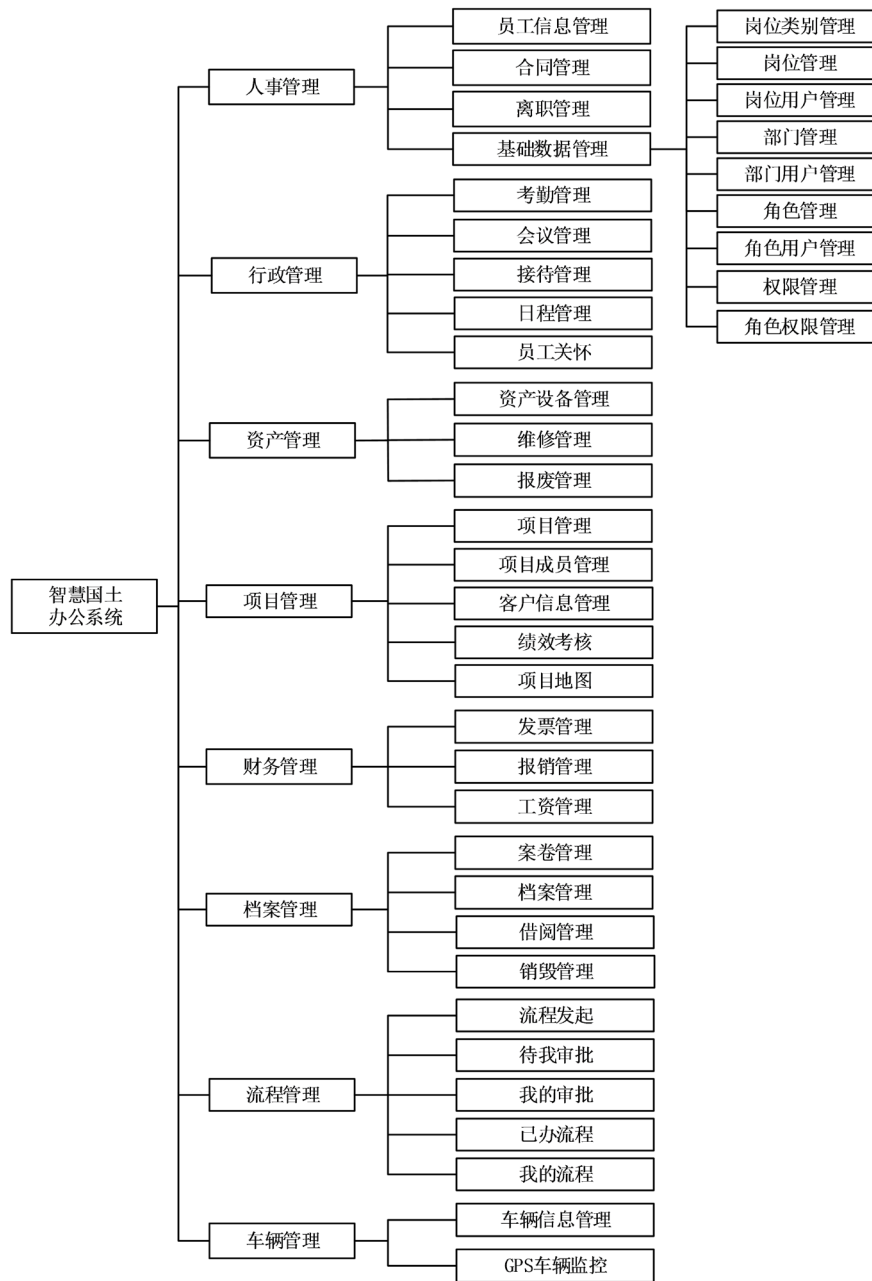 智慧国土
办公系统
人事管理
员工信息管理
合同管理
离职管理
基础数据管理
岗位类别管理
岗位管理
岗位用户管理
部门管理
部门用户管理
角色管理
角色用户管理
权限管理
角色权限管理
行政管理
考勤管理
会议管理
接待管理
日程管理
员工关怀
资产管理
资产设备管理
维修管理
报废管理
项目管理
项目管理
项目成员管理
客户信息管理
绩效考核
项目地图
财务管理
发票管理
报销管理
工资管理
档案管理
案卷管理
档案管理
借阅管理
销毁管理
流程管理
流程发起
待我审批
我的审批
已办流程
我的流程
车辆管理
车辆信息管理
GPS车辆监控